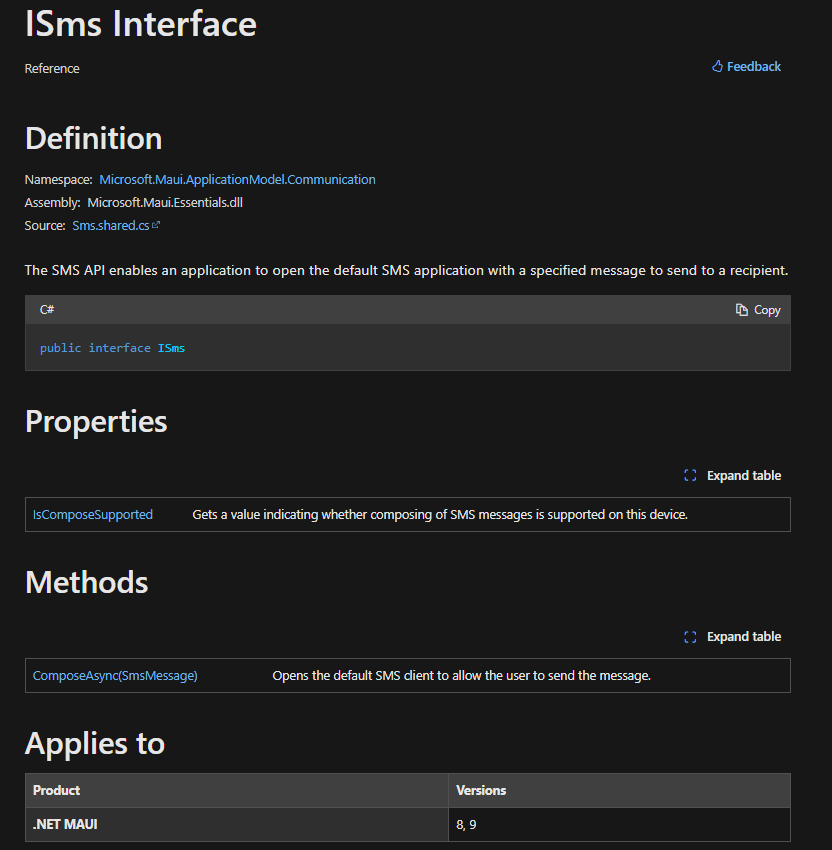 ISms Interface
Reference
Feedback
Definition
Namespace: Microsoft.Maui.ApplicationModel.Communication
Assembly: Microsoft.Maui.Essentials.dll
Source: Sms.shared.cs
The SMS API enables an application to open the default SMS application with a specified message to send to a recipient.
C# Copy
public interface ISms
Properties
Expand table
IsComposeSupported Gets a value indicating whether composing of SMS messages is supported on this device.
Methods
Expand table
ComposeAsync(SmsMessage) Opens the default SMS client to allow the user to send the message.
Applies to
Product Versions
.NET MAUI 8, 9